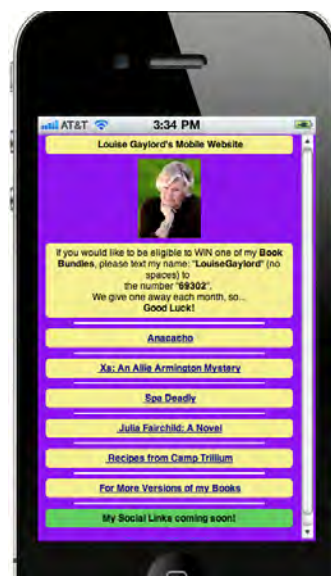 AT&T 3:34 PM
Louise Gaylord's Mobile Website
If you would like to be eligible to WIN one of my Book
Bundles, please text my name: "LouiseGaylord" (no
spaces) to
the number "69302".
We give one away each month, so...
Good Luck!
Anacacho
Xs: An Allie Armington Mystery
Spa Deadly
Julia Fairchild: A Novel
Recipes from Camp Trillium
For More Versions of my Books
My Social Links coming soon!